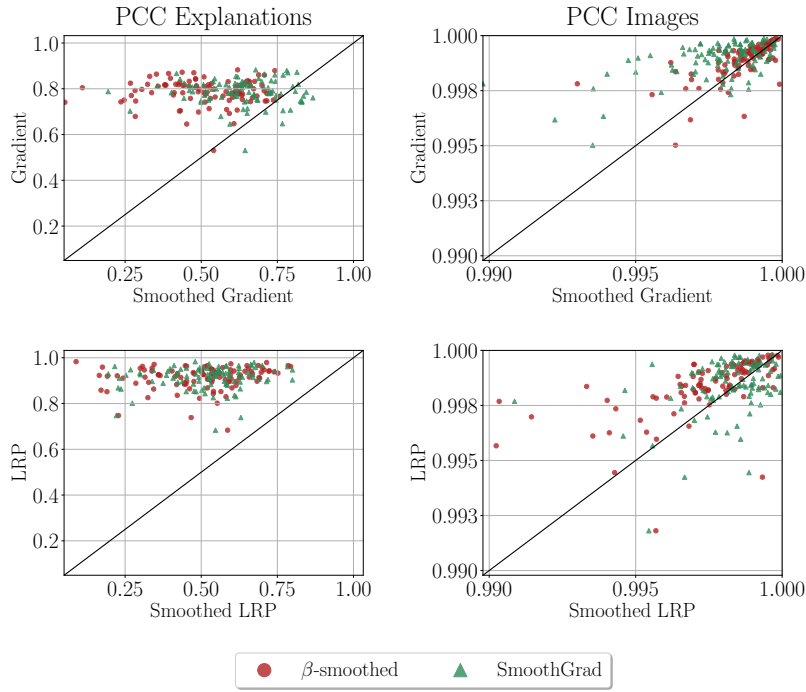 PCC Explanations
PCC Images
1.0
0.8
0.6
0.4
0.2
Gradient
0.25 0.50 0.75 1.00
Smoothed Gradient
1.000
0.998
0.995
0.993
0.990
Gradient
0.990 0.995 1.000
Smoothed Gradient
1.0
0.8
0.6
0.4
0.2
LRP
0.25 0.50 0.75 1.00
Smoothed LRP
1.000
0.998
0.995
0.993
0.990
LRP
0.990 0.995 1.000
Smoothed LRP
β-smoothed SmoothGrad